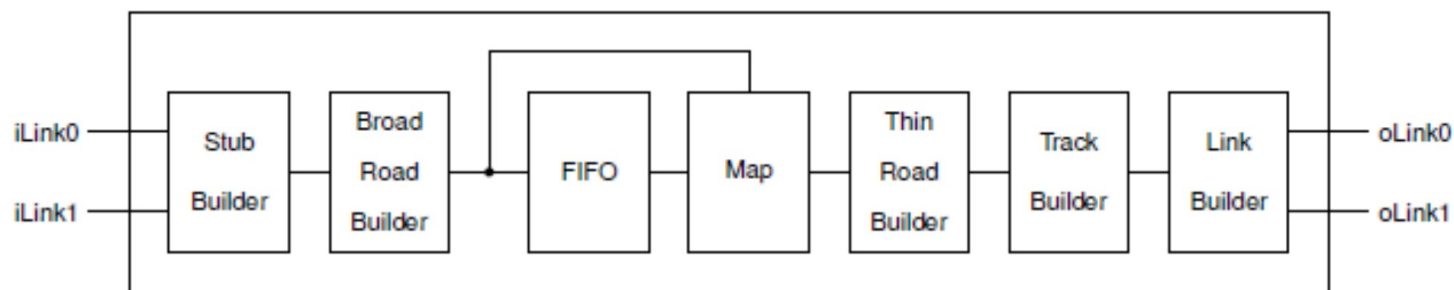 iLink0
iLink1
Stub
Builder
Broad
Road
Builder
FIFO
Map
Thin
Road
Builder
Track
Builder
Link
Builder
oLink0
oLink1